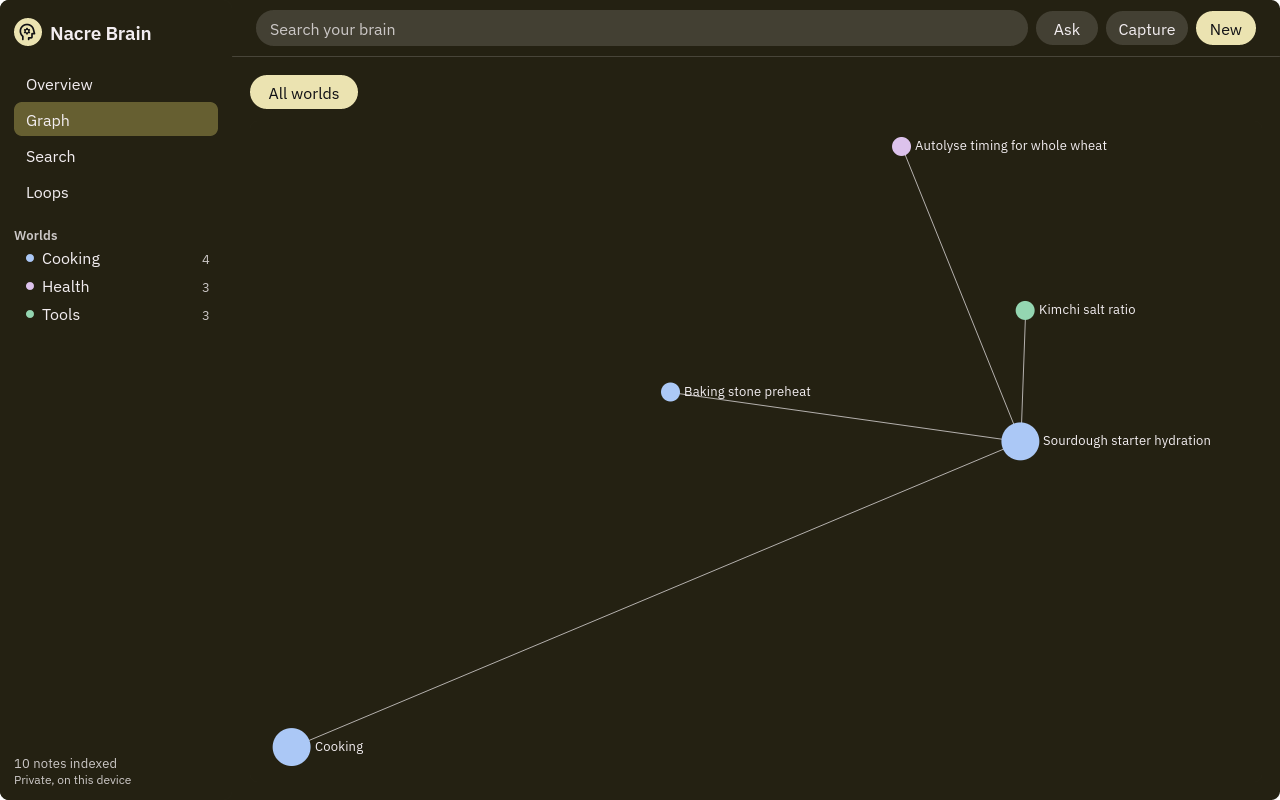 Nacre Brain
Search your brain
Ask
Capture
New
Overview
Graph
Search
Loops
Worlds
Cooking 4
Health 3
Tools 3
10 notes indexed
Private, on this device
All worlds
Autolyse timing for whole wheat
Kimchi salt ratio
Baking stone preheat
Sourdough starter hydration
Cooking